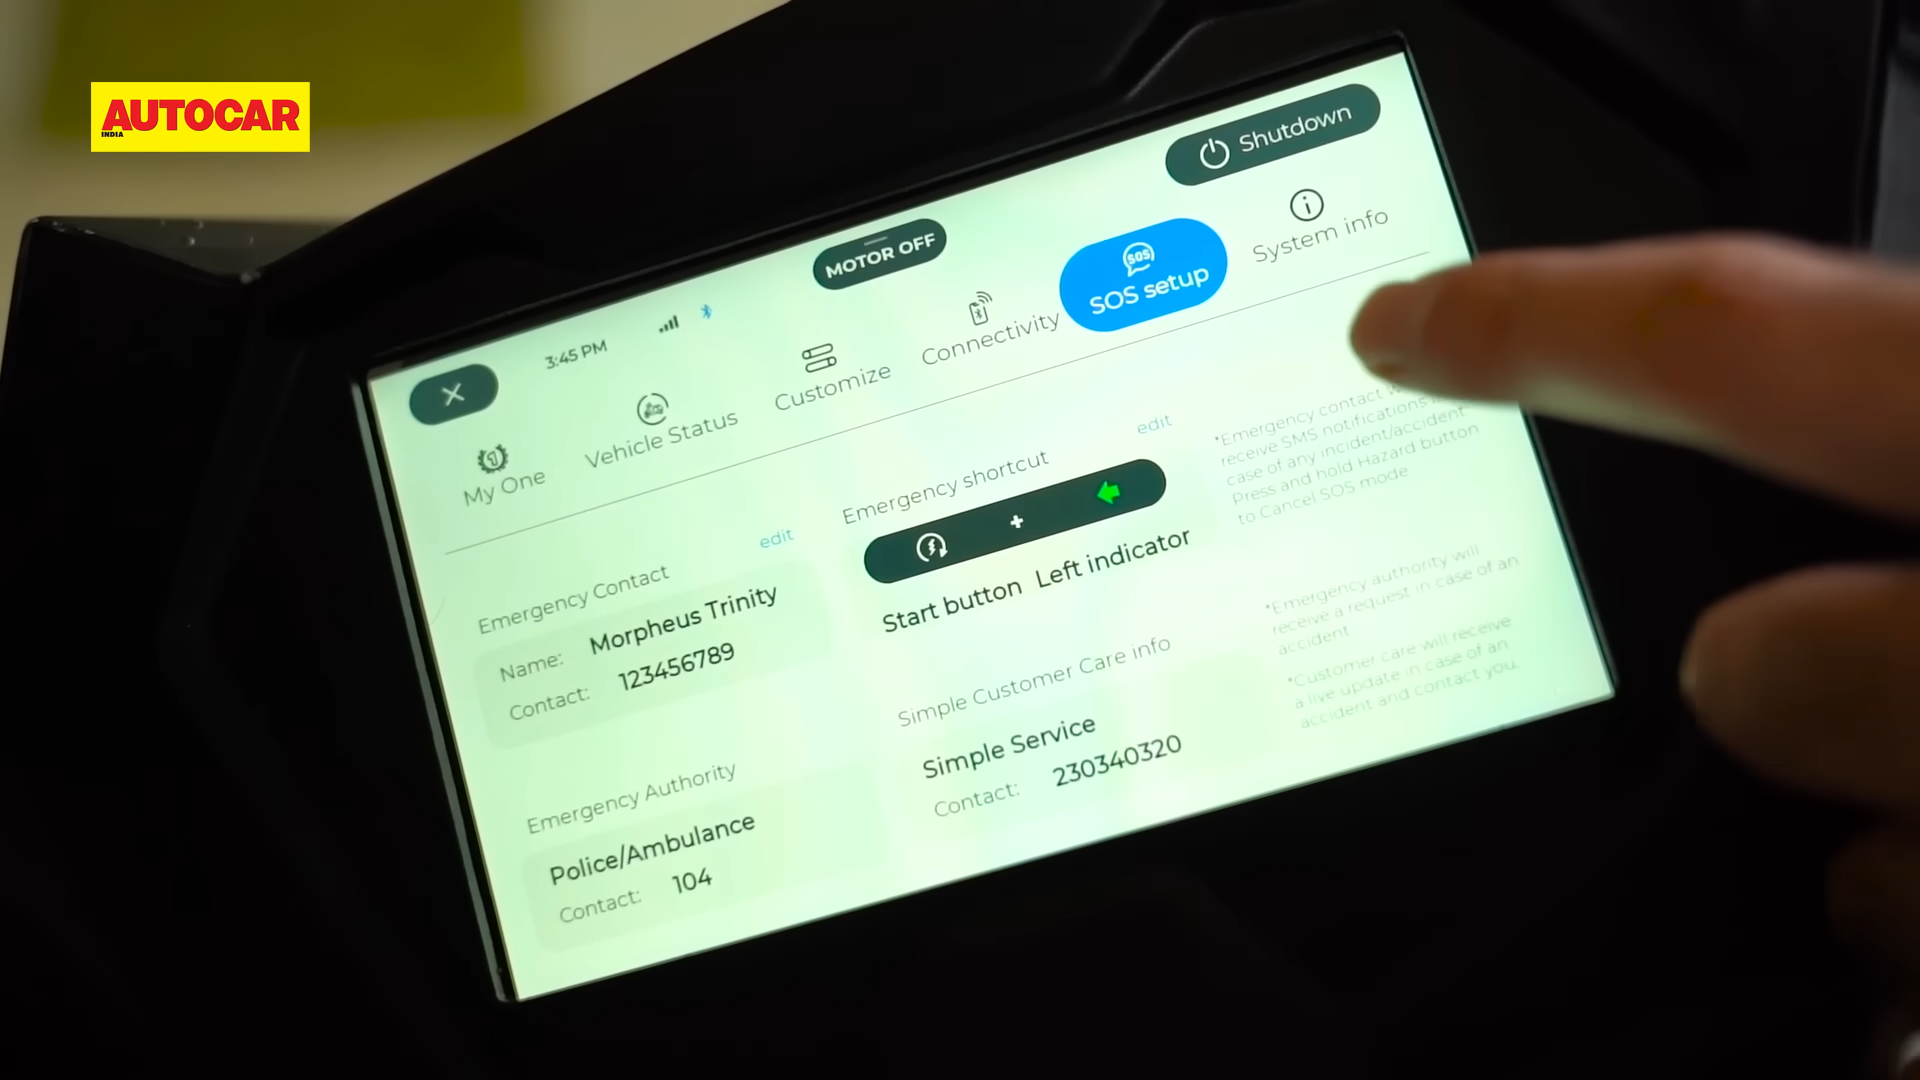 AUTOCAR
INDIA
Shutdown
MOTOR OFF
3:45 PM
X
My One
Vehicle Status
Customize
Connectivity
SOS
SOS setup
System info
Emergency Contact
edit
Name: Morpheus Trinity
Contact: 123456789
Emergency shortcut
edit
+
Start button Left indicator
*Emergency contact
receive SMS notifications
case of any incident/accident
Press and hold Hazard button
to Cancel SOS mode
Emergency Authority
Police/Ambulance
Contact: 104
Simple Customer Care info
Simple Service
Contact: 230340320
*Emergency authority will
receive a request in case of an
accident
*Customer care will receive
a live update in case of an
accident and contact you.